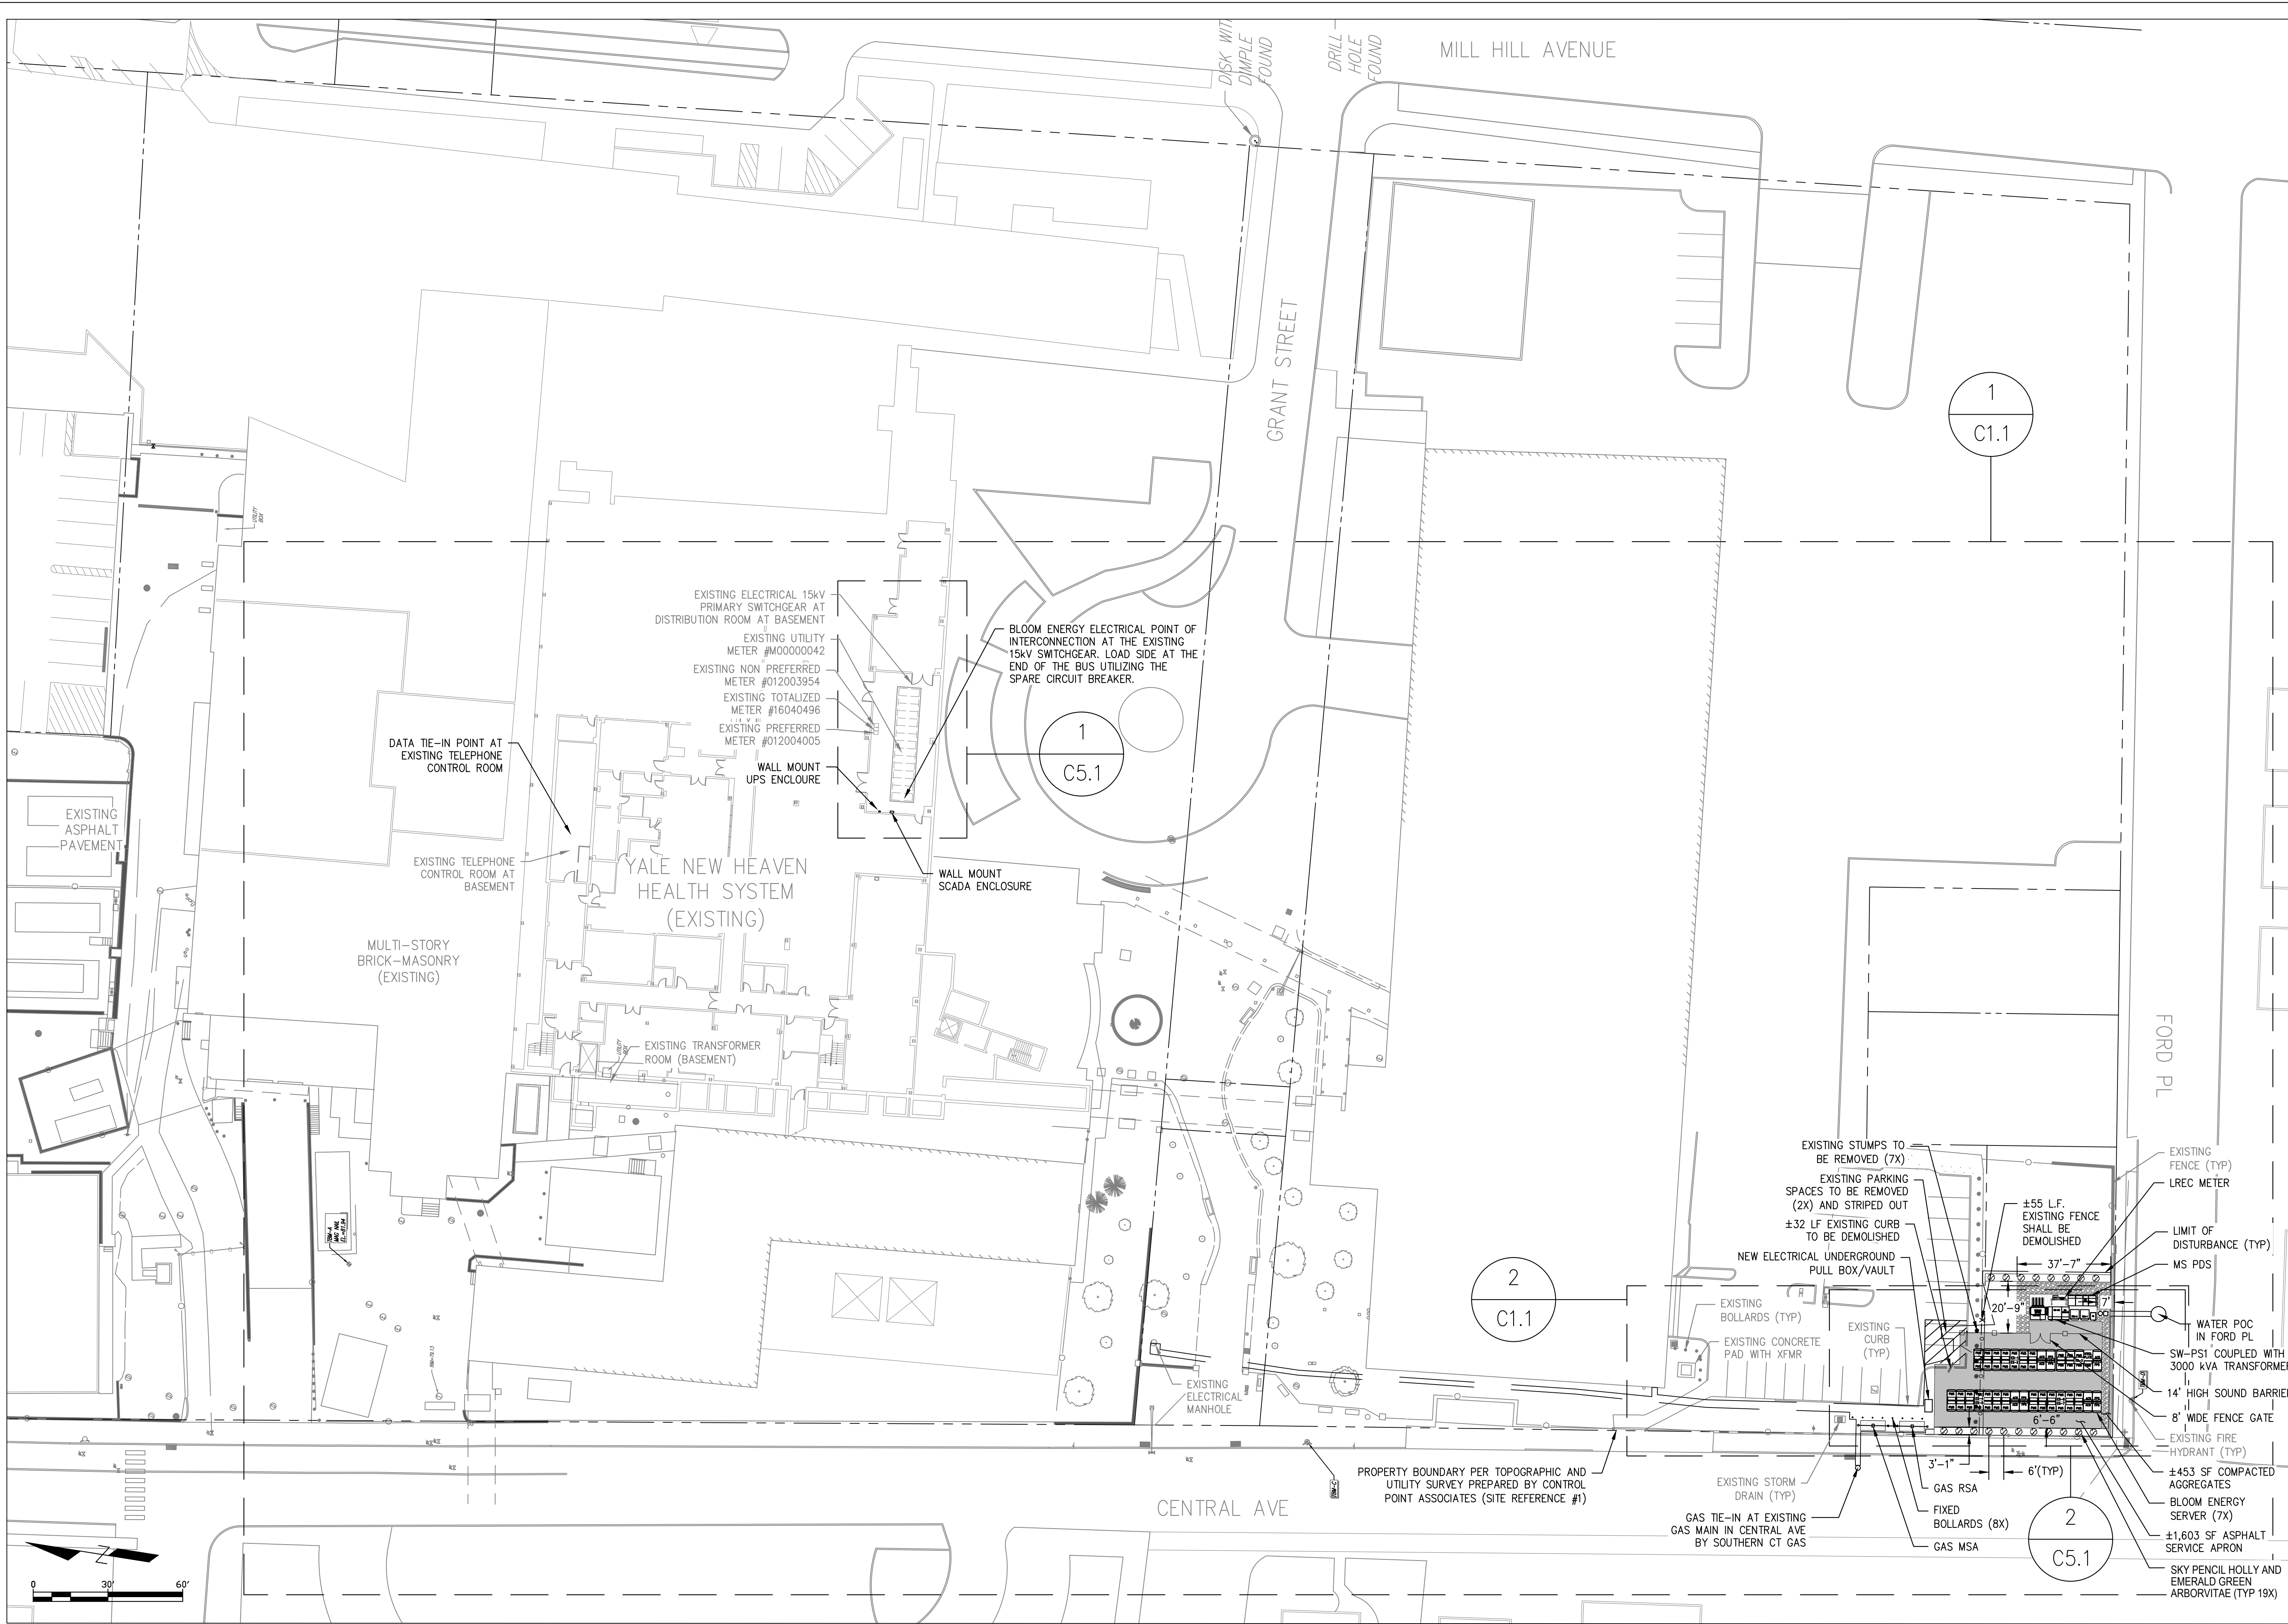 DISK WITH
DIMPLE
FOUND
DRILL
HOLE
FOUND
MILL HILL AVENUE
GRANT STREET
1
C1.1
UTILITY
BOX
EXISTING ELECTRICAL 15kV
PRIMARY SWITCHGEAR AT
DISTRIBUTION ROOM AT BASEMENT
EXISTING UTILITY
METER #M00000042
EXISTING NON PREFERRED
METER #012003954
EXISTING TOTALIZED
METER #16040496
EXISTING PREFERRED
METER #012004005
WALL MOUNT
UPS ENCLOURE
BLOOM ENERGY ELECTRICAL POINT OF
INTERCONNECTION AT THE EXISTING
15kV SWITCHGEAR. LOAD SIDE AT THE
END OF THE BUS UTILIZING THE
SPARE CIRCUIT BREAKER.
1
C5.1
DATA TIE-IN POINT AT
EXISTING TELEPHONE
CONTROL ROOM
EXISTING
ASPHALT
PAVEMENT
EXISTING TELEPHONE
CONTROL ROOM AT
BASEMENT
YALE NEW HEAVEN
HEALTH SYSTEM
(EXISTING)
WALL MOUNT
SCADA ENCLOSURE
MULTI-STORY
BRICK-MASONRY
(EXISTING)
UTILITY
BOX
EXISTING TRANSFORMER
ROOM (BASEMENT)
FORD PL
EXISTING STUMPS TO
BE REMOVED (7X)
EXISTING PARKING
SPACES TO BE REMOVED
(2X) AND STRIPED OUT
±32 LF EXISTING CURB
TO BE DEMOLISHED
NEW ELECTRICAL UNDERGROUND
PULL BOX/VAULT
±55 L.F.
EXISTING FENCE
SHALL BE
DEMOLISHED
EXISTING
FENCE (TYP)
LREC METER
LIMIT OF
DISTURBANCE (TYP)
MS PDS
37'-7"
20'-9"
7'
WATER POC
IN FORD PL
SW-PS1 COUPLED WITH
3000 kVA TRANSFORMER
14' HIGH SOUND BARRIER
8' WIDE FENCE GATE
EXISTING FIRE
HYDRANT (TYP)
±453 SF COMPACTED
AGGREGATES
BLOOM ENERGY
SERVER (7X)
±1,603 SF ASPHALT
SERVICE APRON
SKY PENCIL HOLLY AND
EMERALD GREEN
ARBORVITAE (TYP 19X)
2
C1.1
EXISTING
BOLLARDS (TYP)
EXISTING CONCRETE
PAD WITH XFMR
EXISTING
CURB
(TYP)
6'-6"
3'-1"
6'(TYP)
EXISTING
ELECTRICAL
MANHOLE
PROPERTY BOUNDARY PER TOPOGRAPHIC AND
UTILITY SURVEY PREPARED BY CONTROL
POINT ASSOCIATES (SITE REFERENCE #1)
EXISTING STORM
DRAIN (TYP)
GAS TIE-IN AT EXISTING
GAS MAIN IN CENTRAL AVE
BY SOUTHERN CT GAS
GAS RSA
FIXED
BOLLARDS (8X)
GAS MSA
2
C5.1
CENTRAL AVE
TBM-A
MAG NAIL
Z
0 30' 60'